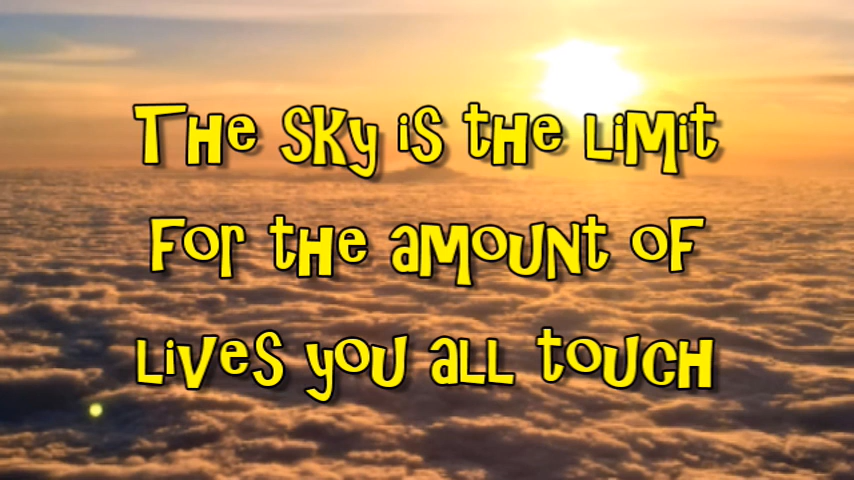 The sky is the limit
for the amount of
lives you all touch